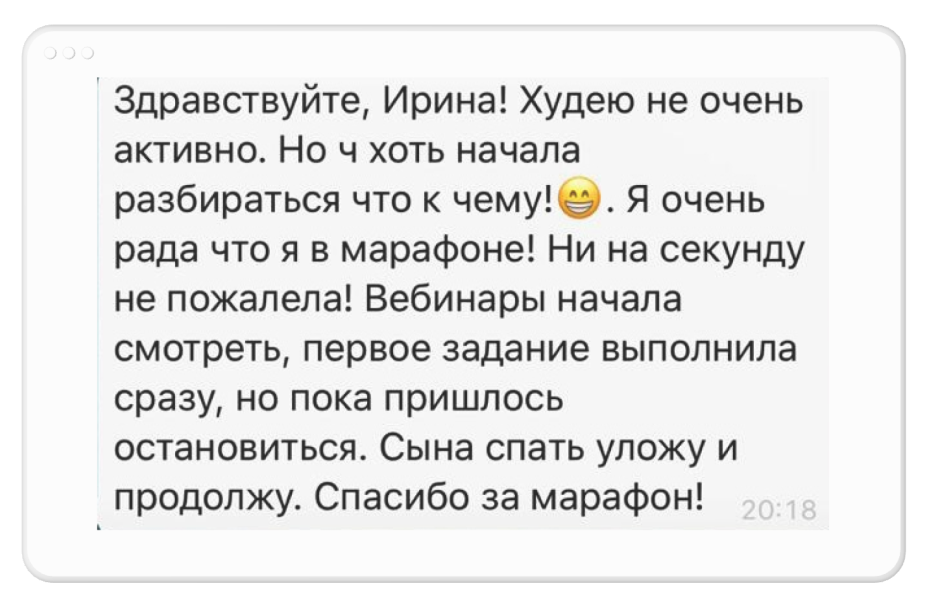 Здравствуйте, Ирина! Худею не очень
активно. Но ч хоть начала
разбираться что к чему!😁. Я очень
рада что я в марафоне! Ни на секунду
не пожалела! Вебинары начала
смотреть, первое задание выполнила
сразу, но пока пришлось
остановиться. Сына спать уложу и
продолжу. Спасибо за марафон!
20:18